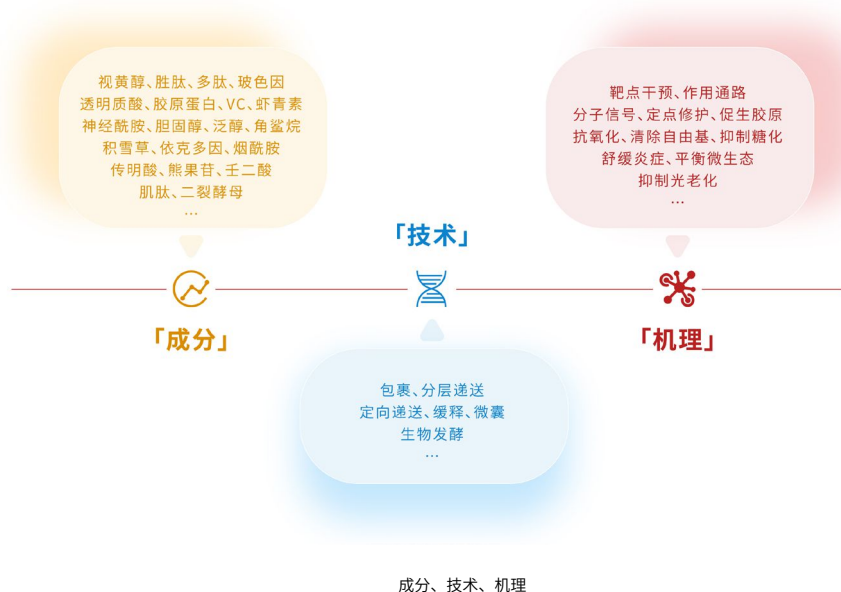 视黄醇、胜肽、多肽、玻色因
透明质酸、胶原蛋白、VC、虾青素
神经酰胺、胆固醇、泛醇、角鲨烷
积雪草、依克多因、烟酰胺
传明酸、熊果苷、壬二酸
肌肽、二裂酵母
…
「成分」
「技术」
包裹、分层递送
定向递送、缓释、微囊
生物发酵
…
靶点干预、作用通路
分子信号、定点修护、促生胶原
抗氧化、清除自由基、抑制糖化
舒缓炎症、平衡微生态
抑制光老化
…
「机理」
成分、技术、机理